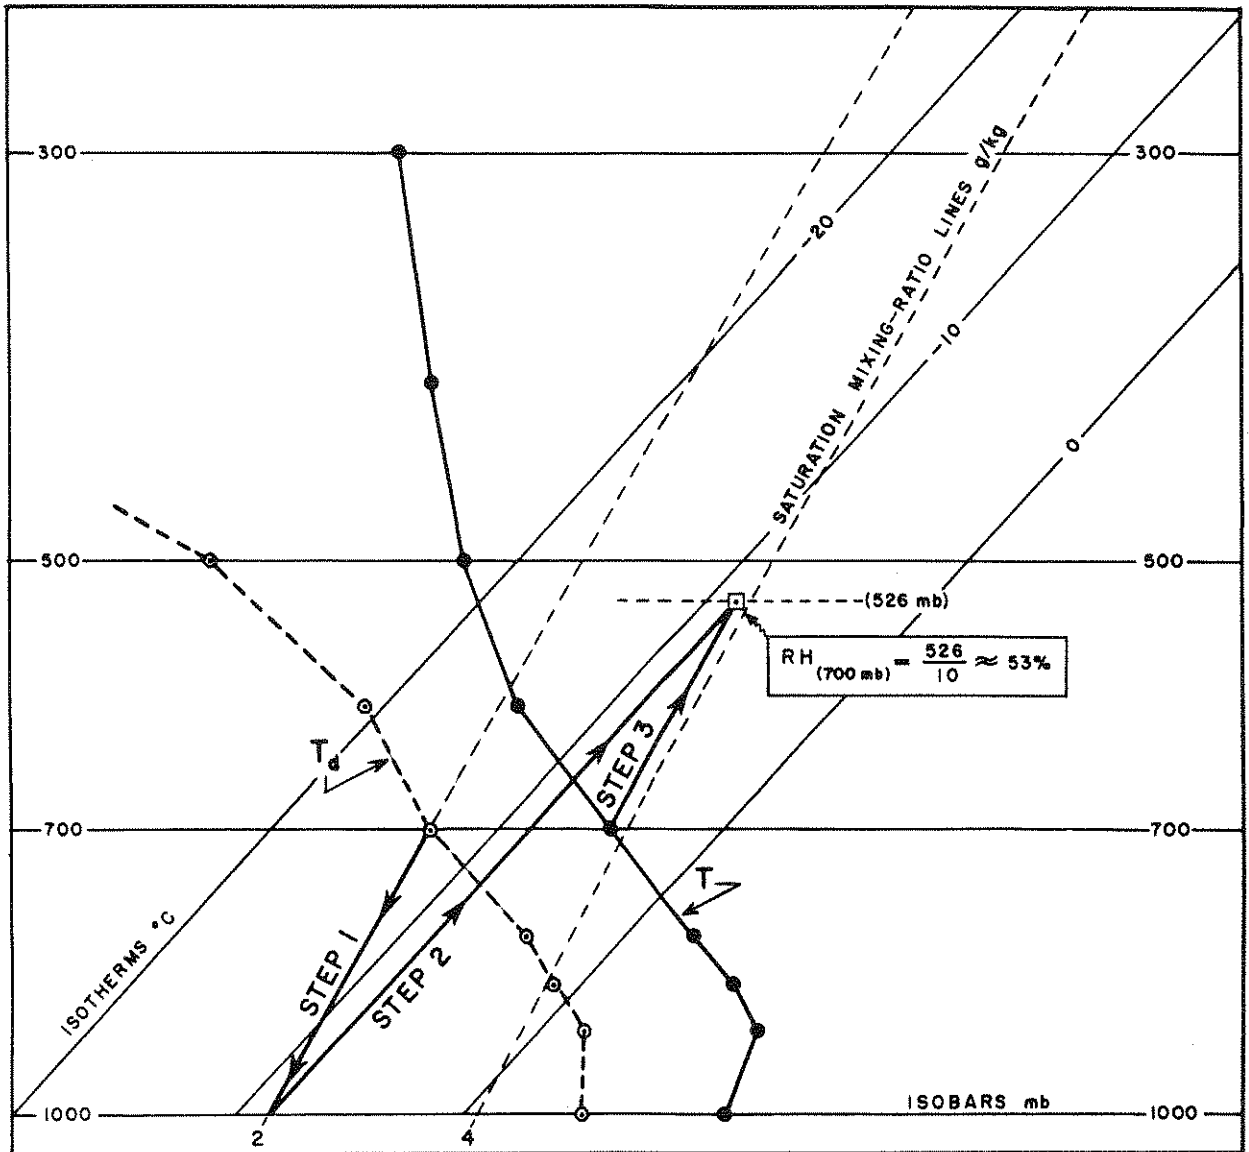 300
300
-20
SATURATION MIXING-RATIO LINES g/kg
-10
0
500
500
(526 mb)
RH(700 mb) = 526/10 ≈ 53%
STEP 3
Td
700
700
T
ISOTHERMS °C
STEP 1
STEP 2
ISOBARS mb
1000
1000
2
4